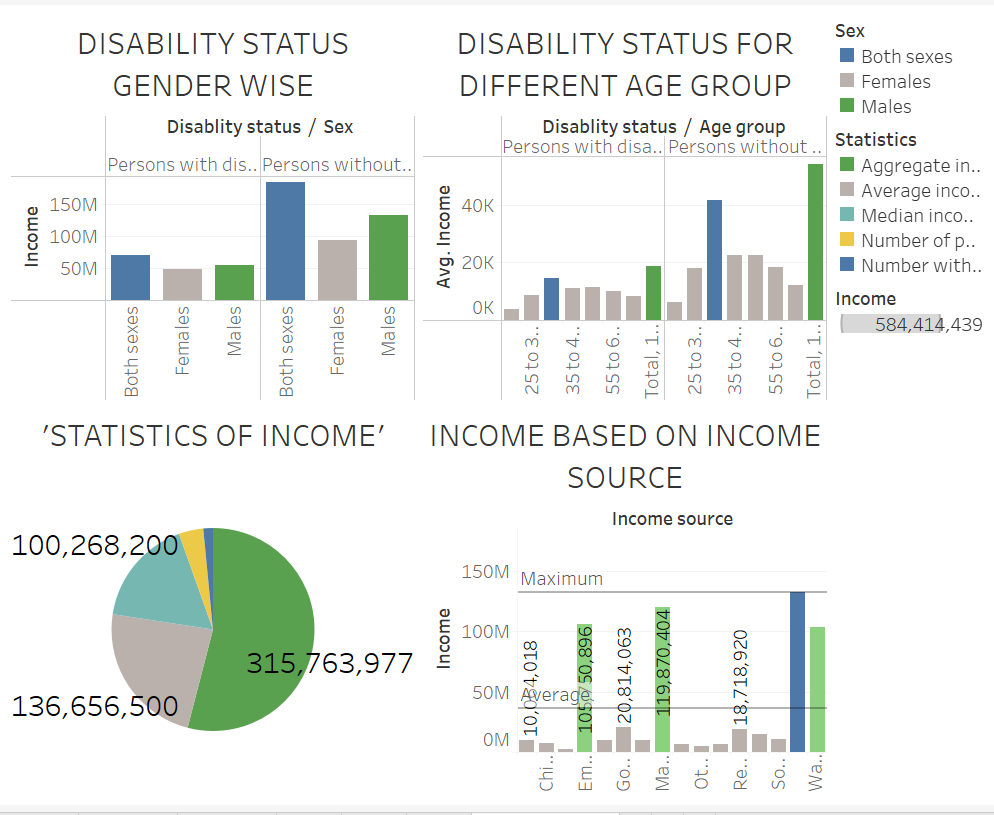 DISABILITY STATUS
GENDER WISE
Disablity status / Sex
Persons with dis..
Persons without..
Income
150M
100M
50M
Both sexes
Females
Males
Both sexes
Females
Males
DISABILITY STATUS FOR
DIFFERENT AGE GROUP
Disablity status / Age group
Persons with disa..
Persons without ..
Avg. Income
40K
20K
0K
25 to 3..
35 to 4..
55 to 6..
Total, 1..
25 to 3..
35 to 4..
55 to 6..
Total, 1..
Sex
Both sexes
Females
Males
Statistics
Aggregate in..
Average inco..
Median inco..
Number of p..
Number with..
Income
584,414,439
'STATISTICS OF INCOME'
100,268,200
315,763,977
136,656,500
INCOME BASED ON INCOME
SOURCE
Income source
Income
150M
100M
50M
0M
Maximum
Average
20,814,063
119,870,404
18,718,920
Chi..
Em..
Go..
Ma..
Ot..
Re..
So..
Wa..